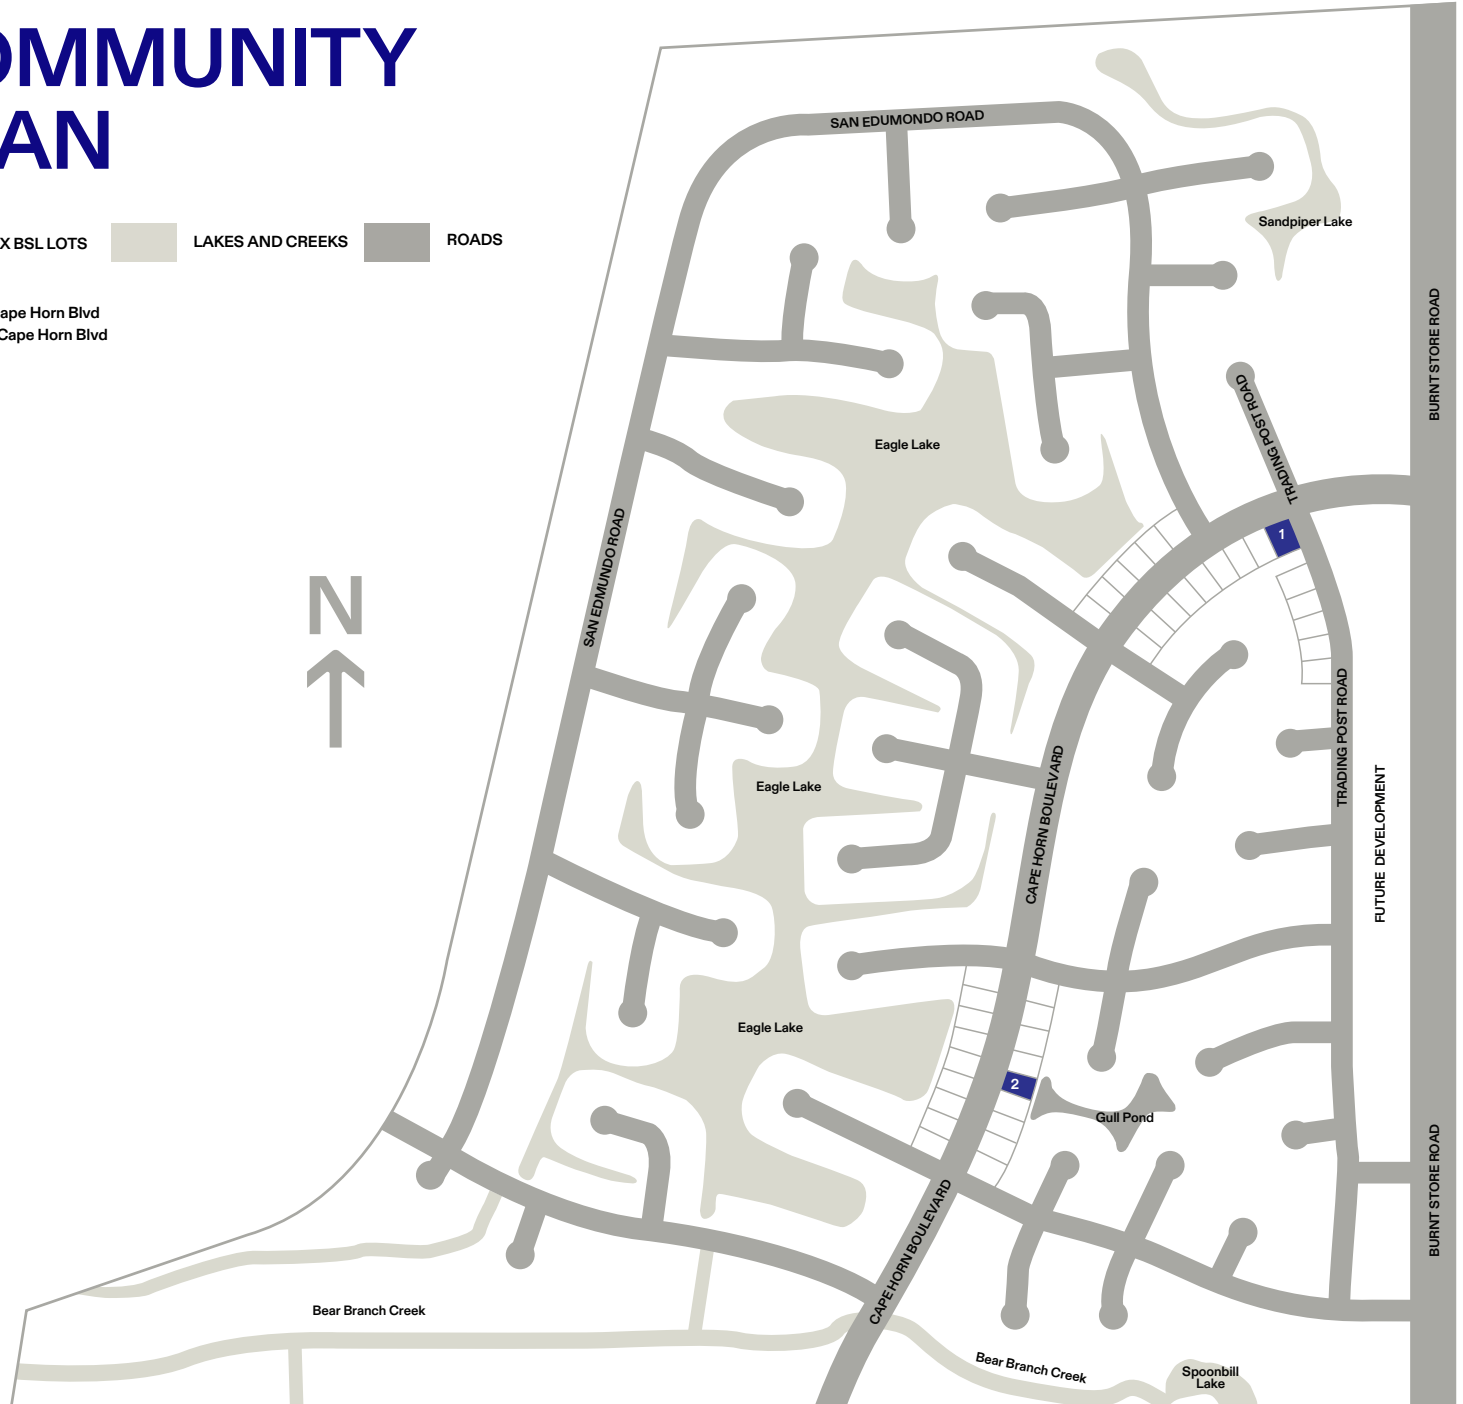 OMMUNITY
AN
X BSL LOTS
LAKES AND CREEKS
ROADS
ape Horn Blvd
Cape Horn Blvd
N
SAN EDUMONDO ROAD
Sandpiper Lake
BURNT STORE ROAD
TRADING POST ROAD
Eagle Lake
1
SAN EDMUNDO ROAD
TRADING POST ROAD
CAPE HORN BOULEVARD
Eagle Lake
FUTURE DEVELOPMENT
Eagle Lake
2
Gull Pond
BURNT STORE ROAD
CAPE HORN BOULEVARD
Bear Branch Creek
Bear Branch Creek
Spoonbill
Lake